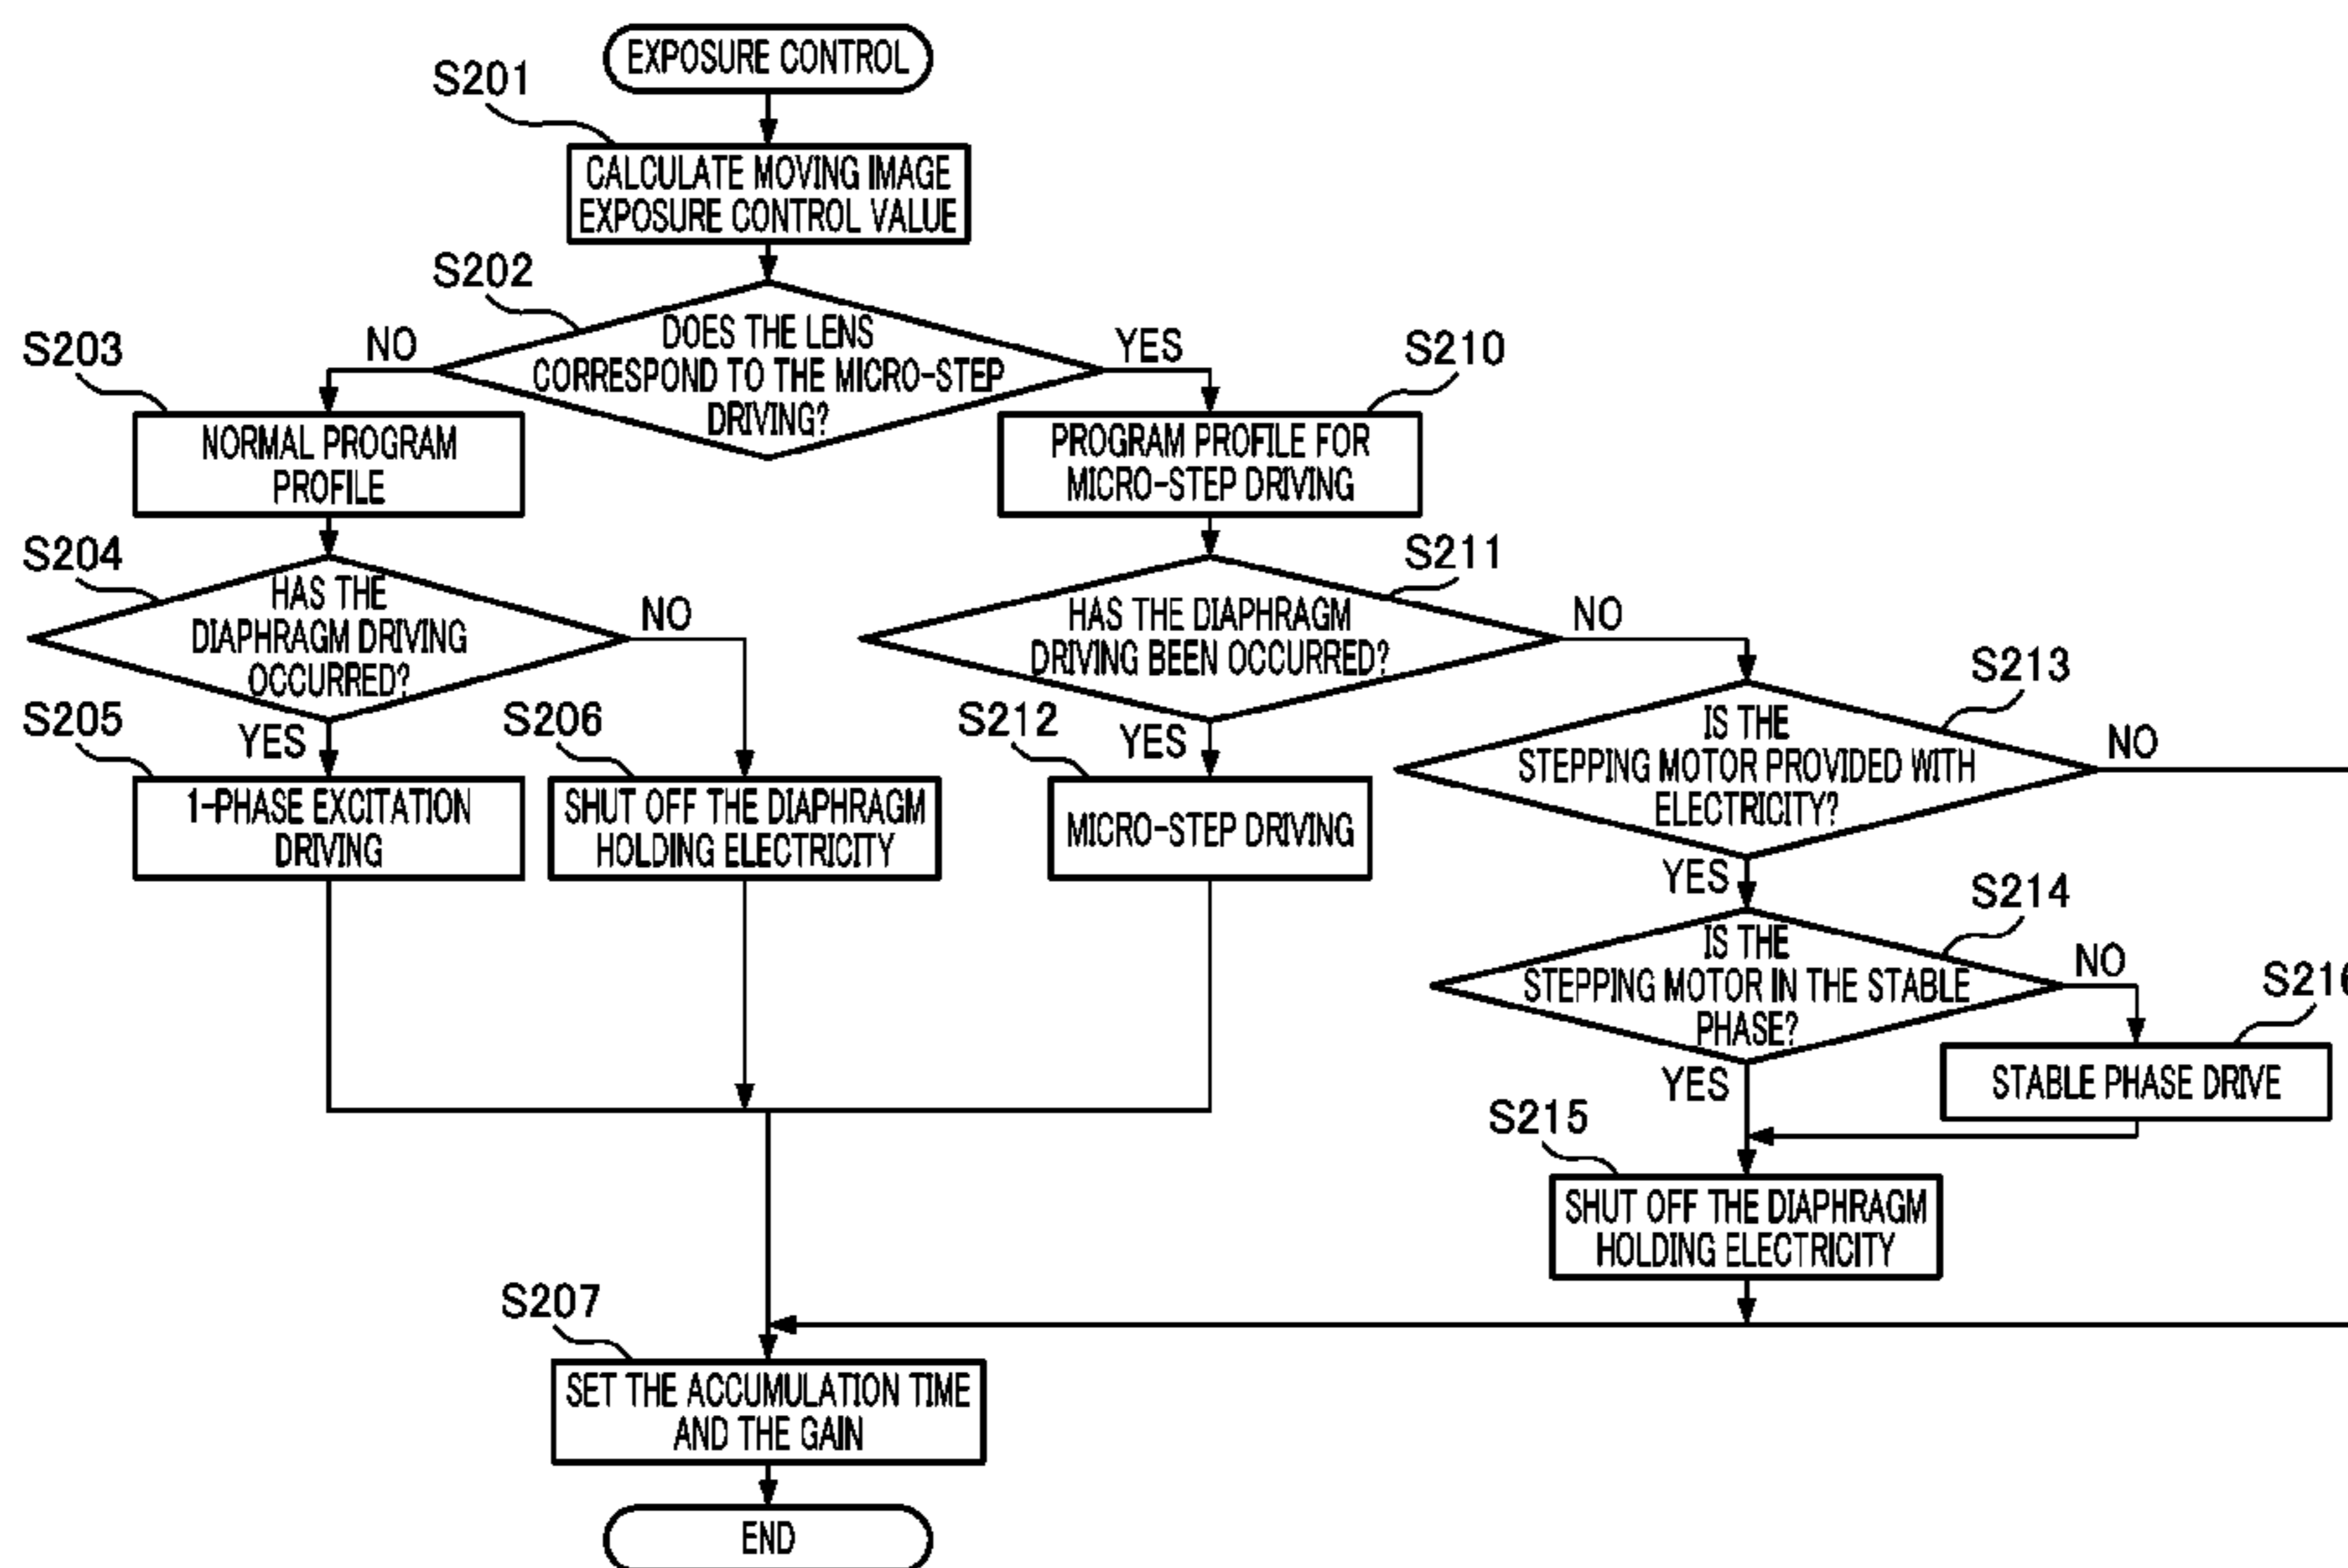 EXPOSURE CONTROL
S201
CALCULATE MOVING IMAGE
EXPOSURE CONTROL VALUE
S202
DOES THE LENS
CORRESPOND TO THE MICRO-STEP
DRIVING?
NO
YES
S203
NORMAL PROGRAM
PROFILE
S210
PROGRAM PROFILE FOR
MICRO-STEP DRIVING
S204
HAS THE
DIAPHRAGM DRIVING
OCCURRED?
NO
YES
S211
HAS THE DIAPHRAGM
DRIVING BEEN OCCURRED?
NO
YES
S205
1-PHASE EXCITATION
DRIVING
S206
SHUT OFF THE DIAPHRAGM
HOLDING ELECTRICITY
S212
MICRO-STEP DRIVING
S213
IS THE
STEPPING MOTOR PROVIDED WITH
ELECTRICITY?
NO
YES
S214
IS THE
STEPPING MOTOR IN THE STABLE
PHASE?
NO
YES
S216
STABLE PHASE DRIVE
S215
SHUT OFF THE DIAPHRAGM
HOLDING ELECTRICITY
S207
SET THE ACCUMULATION TIME
AND THE GAIN
END